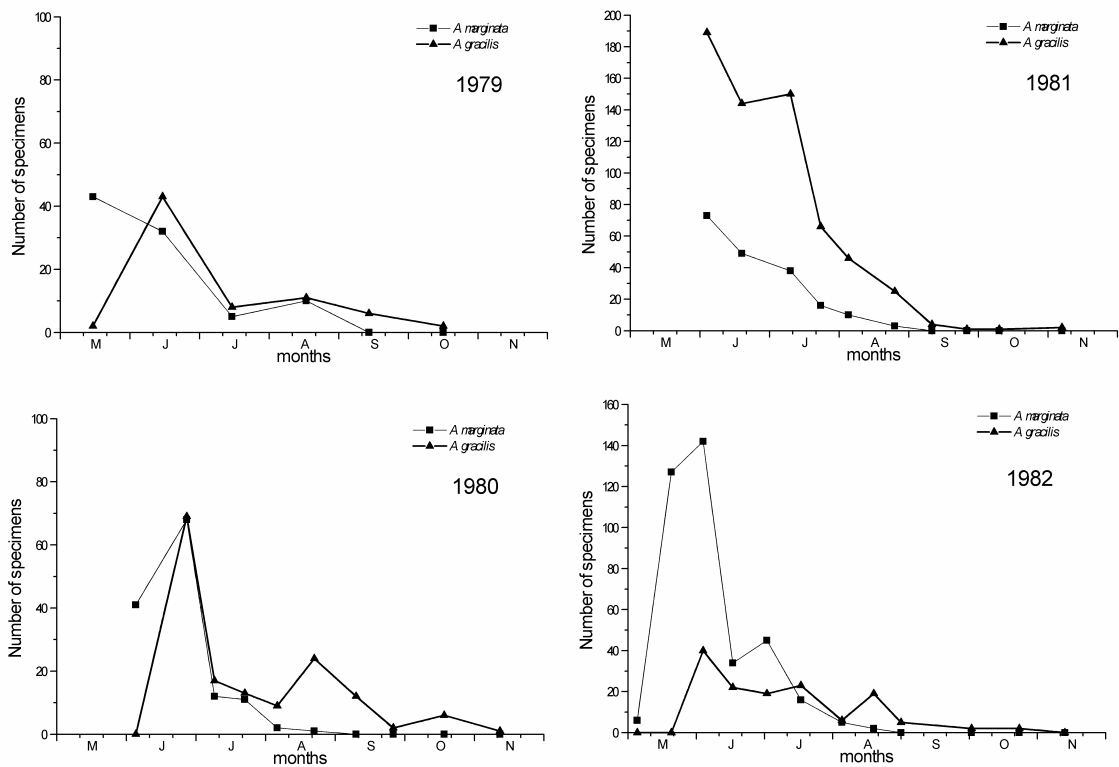 100
80
60
40
20
0
Number of specimens
A marginata
A gracilis
1979
M J J A S O N
months
200
180
160
140
120
100
80
60
40
20
0
Number of specimens
A marginata
A gracilis
1981
M J J A S O N
months
100
80
60
40
20
0
Number of specimens
A marginata
A gracilis
1980
M J J A S O N
months
160
140
120
100
80
60
40
20
0
Number of specimens
A marginata
A gracilis
1982
M J J A S O N
months